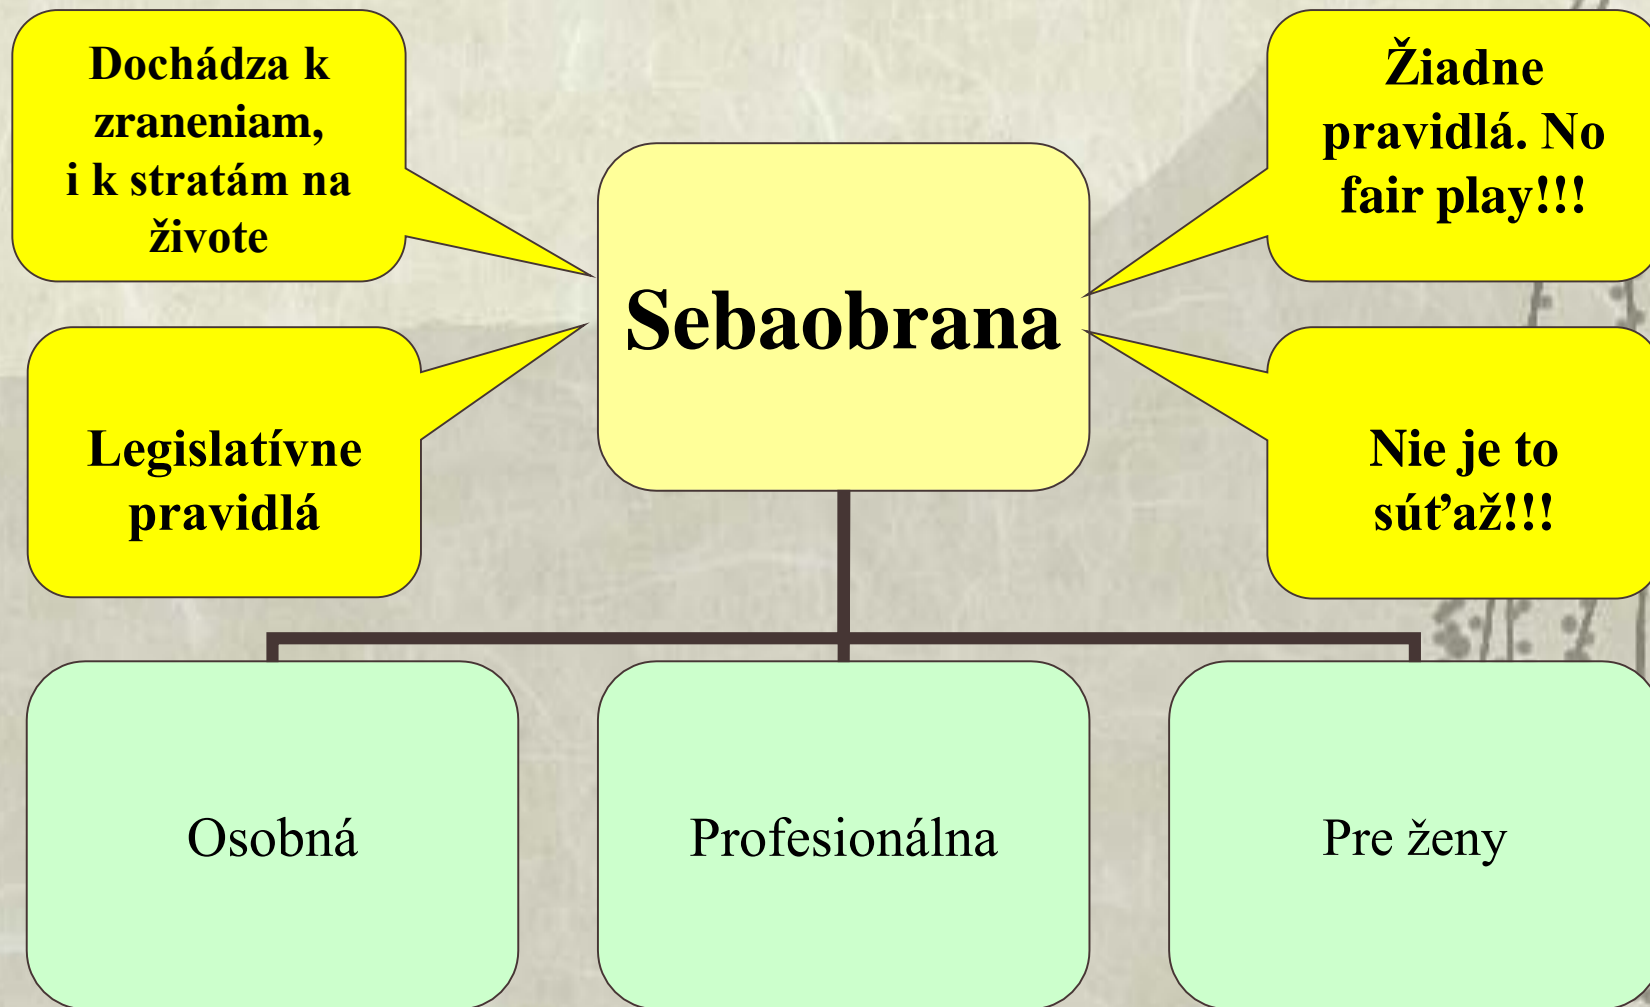 Dochádza k
zraneniam,
i k stratám na
živote
Žiadne
pravidlá. No
fair play!!!
Sebaobrana
Legislatívne
pravidlá
Nie je to
súťaž!!!
Osobná
Profesionálna
Pre ženy